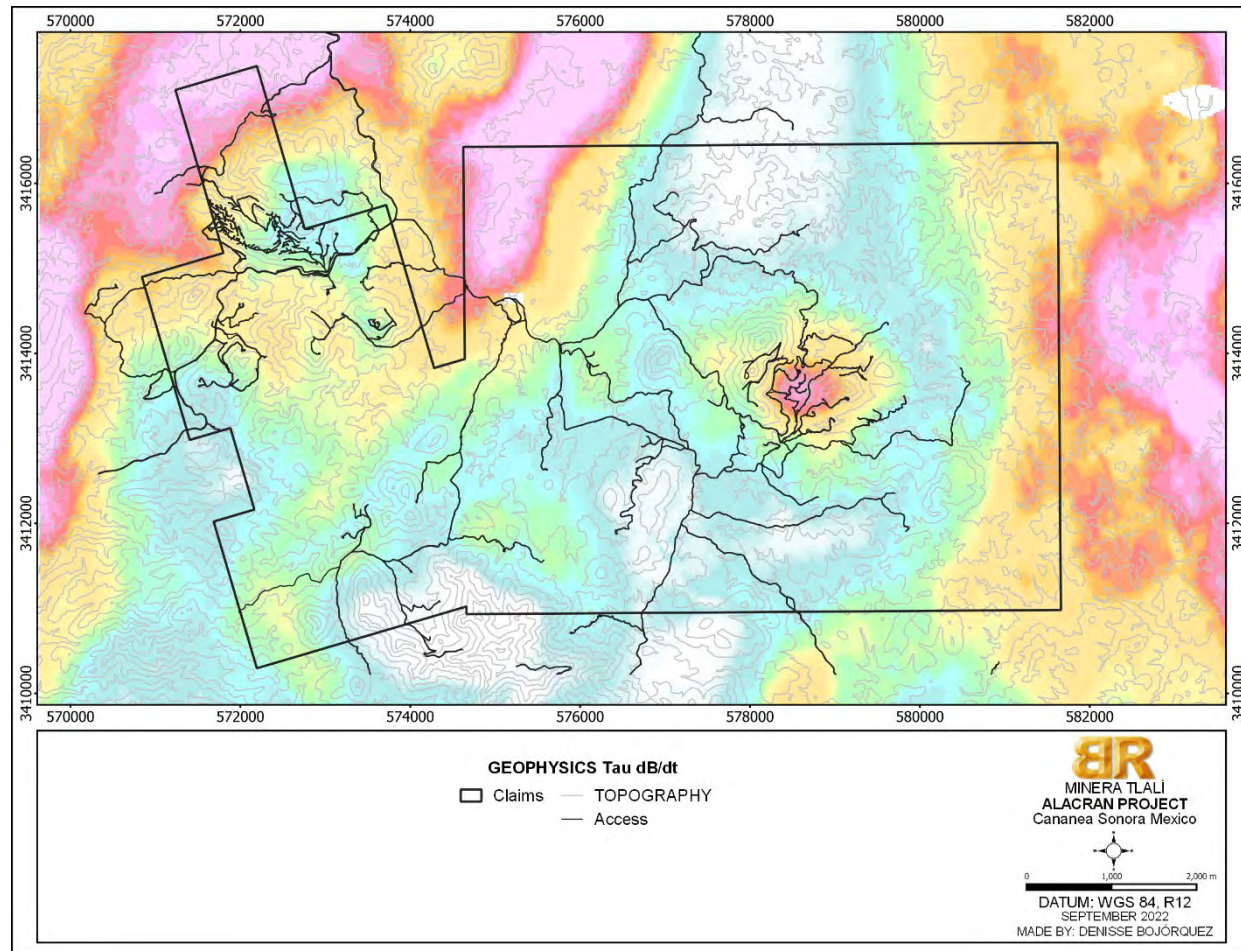 570000 572000 574000 576000 578000 580000 582000
3416000 3416000
3414000 3414000
3412000 3412000
3410000 3410000
570000 572000 574000 576000 578000 580000 582000
GEOPHYSICS Tau dB/dt
Claims TOPOGRAPHY
Access
BR
MINERA TLALÍ
ALACRAN PROJECT
Cananea Sonora Mexico
0 1,000 2,000 m
DATUM: WGS 84, R12
SEPTEMBER 2022
MADE BY: DENISSE BOJÓRQUEZ